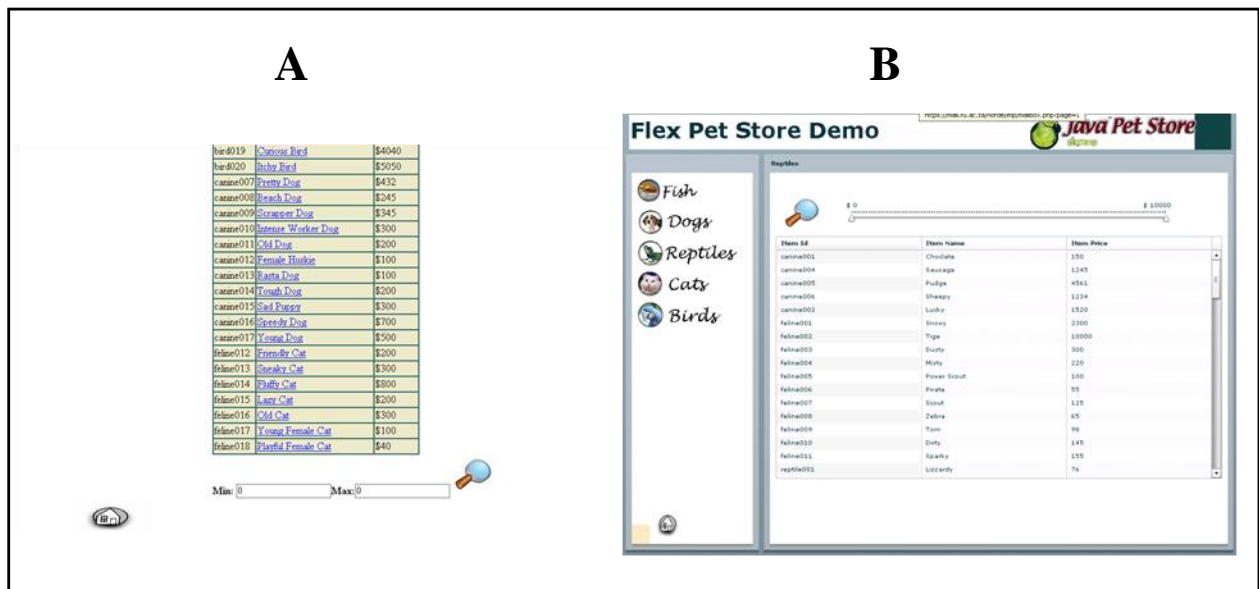 A
B
bird019 Curious Bird $4040
bird020 Itchy Bird $5050
canine007 Pretty Dog $432
canine008 Beach Dog $245
canine009 Scrapper Dog $345
canine010 Intense Worker Dog $300
canine011 Old Dog $200
canine012 Female Huskie $100
canine013 Rasta Dog $100
canine014 Tough Dog $200
canine015 Sad Puppy $300
canine016 Speedy Dog $700
canine017 Young Dog $500
feline012 Friendly Cat $200
feline013 Sneaky Cat $300
feline014 Fluffy Cat $800
feline015 Lazy Cat $200
feline016 Old Cat $300
feline017 Young Female Cat $100
feline018 Playful Female Cat $40
Min: 0 Max: 0
Flex Pet Store Demo
Java Pet Store
Reptiles
Fish
Dogs
Reptiles
Cats
Birds
$ 0 $ 10000
Item Id Item Name Item Price
canine001 Choclate 150
canine004 Sausage 1245
canine005 Pudge 4561
canine006 Sheepy 1234
canine002 Lucky 1520
feline001 Snowy 2300
feline002 Tiga 10000
feline003 Dusty 300
feline004 Misty 220
feline005 Power Scout 100
feline006 Pirate 55
feline007 Scout 125
feline008 Zebra 65
feline009 Tom 98
feline010 Dirty 145
feline011 Sparky 155
reptile001 Lizzardy 76